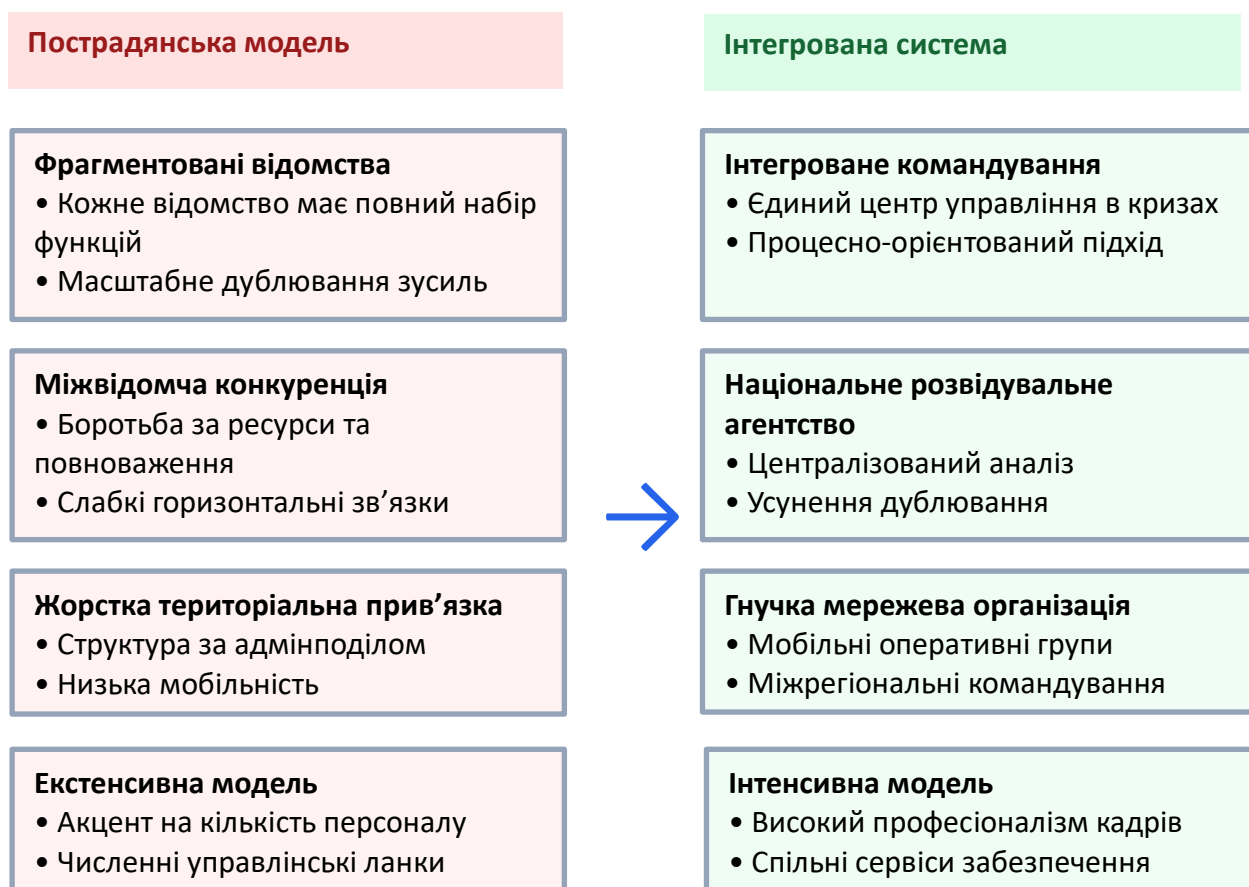 Пострадянська модель
Інтегрована система
Фрагментовані відомства
• Кожне відомство має повний набір
функцій
• Масштабне дублювання зусиль
Інтегроване командування
• Єдиний центр управління в кризах
• Процесно-орієнтований підхід
Міжвідомча конкуренція
• Боротьба за ресурси та
повноваження
• Слабкі горизонтальні зв’язки
Національне розвідувальне
агентство
• Централізований аналіз
• Усунення дублювання
Жорстка територіальна прив’язка
• Структура за адмінподілом
• Низька мобільність
Гнучка мережева організація
• Мобільні оперативні групи
• Міжрегіональні командування
Екстенсивна модель
• Акцент на кількість персоналу
• Численні управлінські ланки
Інтенсивна модель
• Високий професіоналізм кадрів
• Спільні сервіси забезпечення